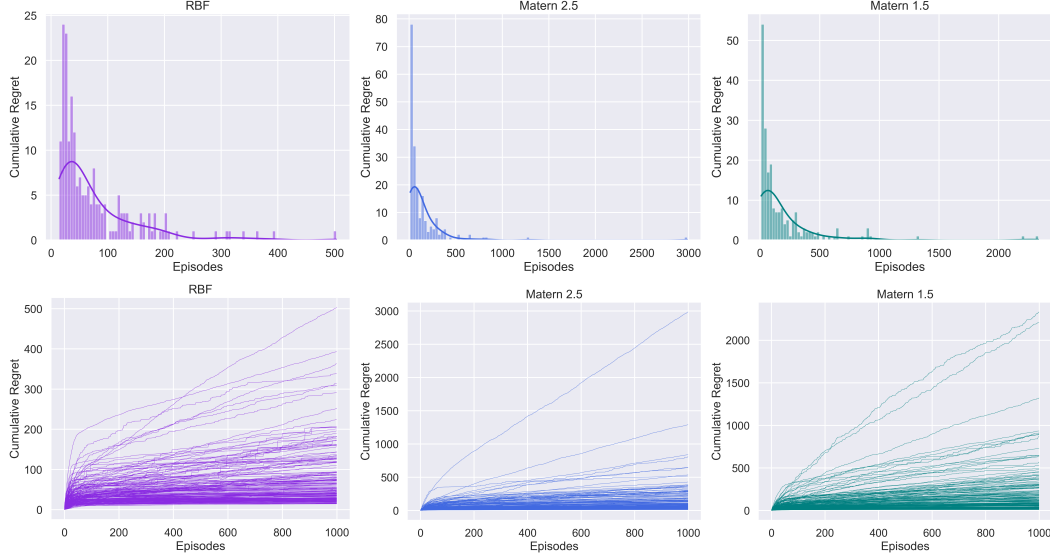 RBF
Cumulative Regret
25
20
15
10
5
0
0 100 200 300 400 500
Episodes
Matern 2.5
Cumulative Regret
80
70
60
50
40
30
20
10
0
0 500 1000 1500 2000 2500 3000
Episodes
Matern 1.5
Cumulative Regret
50
40
30
20
10
0
0 500 1000 1500 2000
Episodes
RBF
Cumulative Regret
500
400
300
200
100
0
0 200 400 600 800 1000
Episodes
Matern 2.5
Cumulative Regret
3000
2500
2000
1500
1000
500
0
0 200 400 600 800 1000
Episodes
Matern 1.5
Cumulative Regret
2000
1500
1000
500
0
0 200 400 600 800 1000
Episodes